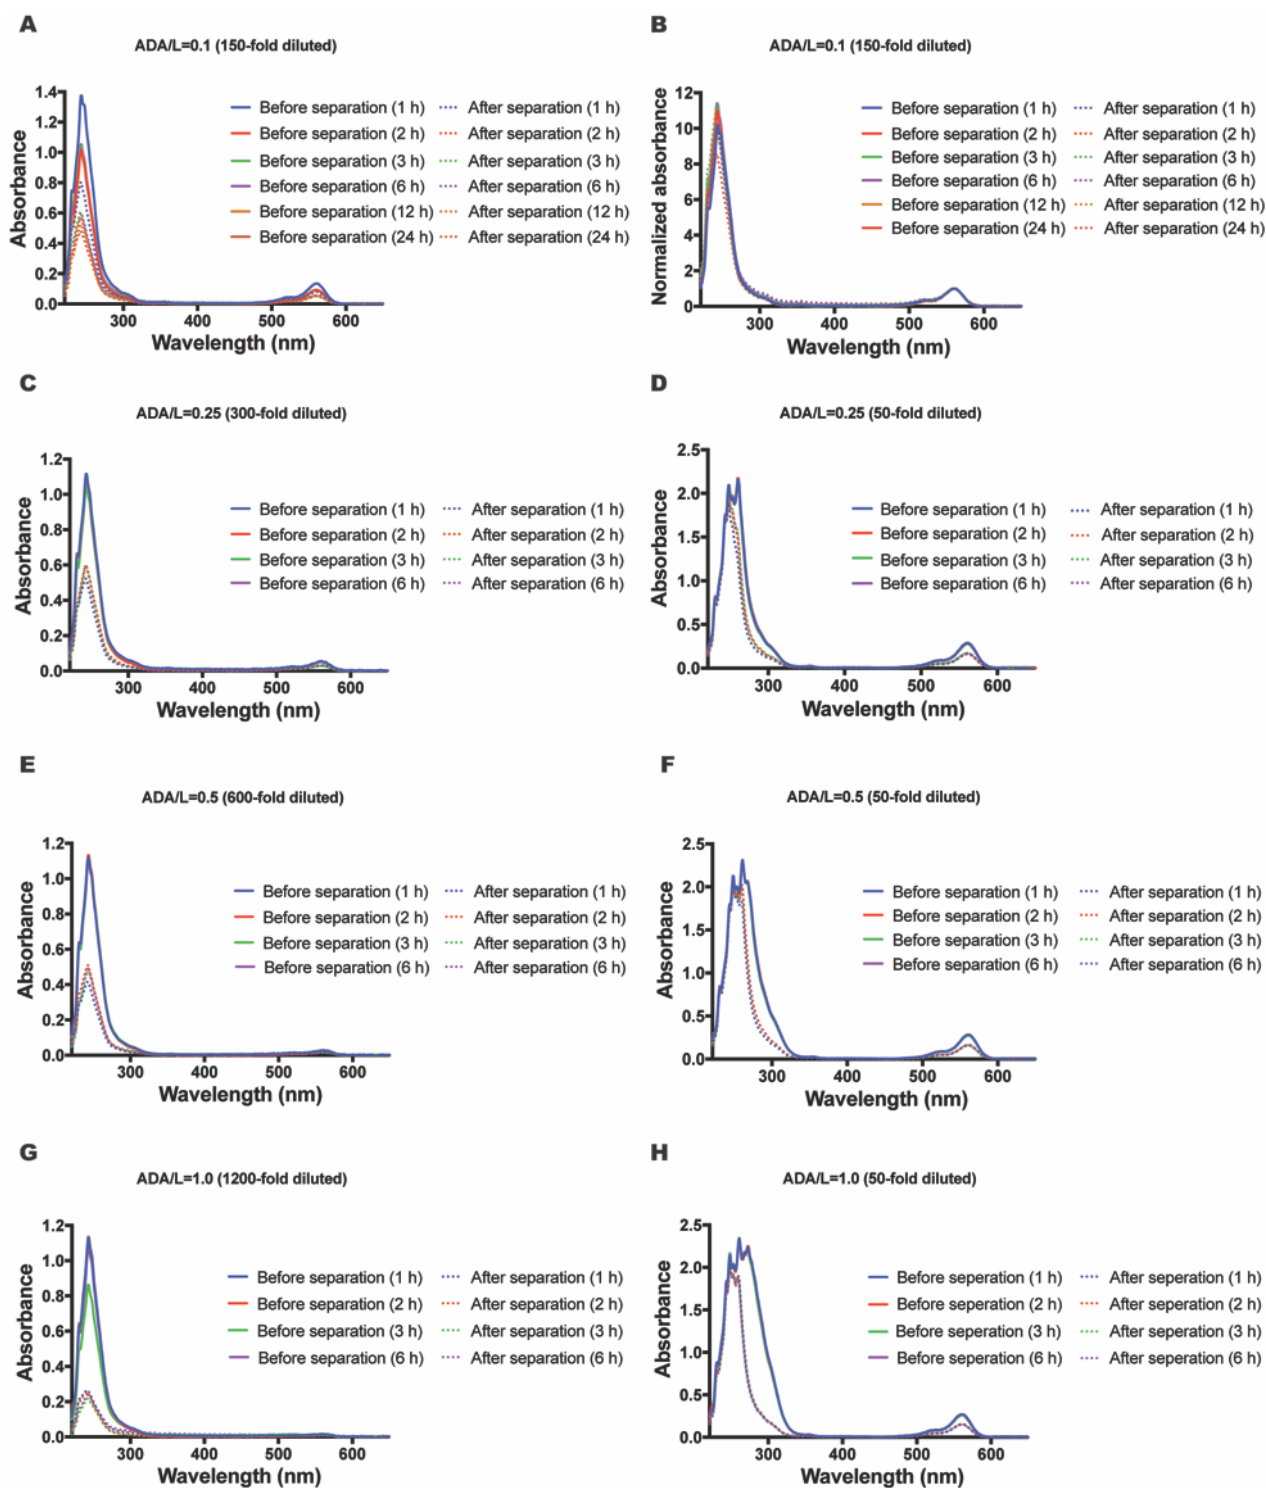 A
ADA/L=0.1 (150-fold diluted)
Absorbance
1.4
1.2
1.0
0.8
0.6
0.4
0.2
0.0
Before separation (1 h)
After separation (1 h)
Before separation (2 h)
After separation (2 h)
Before separation (3 h)
After separation (3 h)
Before separation (6 h)
After separation (6 h)
Before separation (12 h)
After separation (12 h)
Before separation (24 h)
After separation (24 h)
300 400 500 600
Wavelength (nm)
B
ADA/L=0.1 (150-fold diluted)
Normalized absorbance
12
10
8
6
4
2
0
Before separation (1 h)
After separation (1 h)
Before separation (2 h)
After separation (2 h)
Before separation (3 h)
After separation (3 h)
Before separation (6 h)
After separation (6 h)
Before separation (12 h)
After separation (12 h)
Before separation (24 h)
After separation (24 h)
300 400 500 600
Wavelength (nm)
C
ADA/L=0.25 (300-fold diluted)
Absorbance
1.2
1.0
0.8
0.6
0.4
0.2
0.0
Before separation (1 h)
After separation (1 h)
Before separation (2 h)
After separation (2 h)
Before separation (3 h)
After separation (3 h)
Before separation (6 h)
After separation (6 h)
300 400 500 600
Wavelength (nm)
D
ADA/L=0.25 (50-fold diluted)
Absorbance
2.5
2.0
1.5
1.0
0.5
0.0
Before separation (1 h)
After separation (1 h)
Before separation (2 h)
After separation (2 h)
Before separation (3 h)
After separation (3 h)
Before separation (6 h)
After separation (6 h)
300 400 500 600
Wavelength (nm)
E
ADA/L=0.5 (600-fold diluted)
Absorbance
1.2
1.0
0.8
0.6
0.4
0.2
0.0
Before separation (1 h)
After separation (1 h)
Before separation (2 h)
After separation (2 h)
Before separation (3 h)
After separation (3 h)
Before separation (6 h)
After separation (6 h)
300 400 500 600
Wavelength (nm)
F
ADA/L=0.5 (50-fold diluted)
Absorbance
2.5
2.0
1.5
1.0
0.5
0.0
Before separation (1 h)
After separation (1 h)
Before separation (2 h)
After separation (2 h)
Before separation (3 h)
After separation (3 h)
Before separation (6 h)
After separation (6 h)
300 400 500 600
Wavelength (nm)
G
ADA/L=1.0 (1200-fold diluted)
Absorbance
1.2
1.0
0.8
0.6
0.4
0.2
0.0
Before separation (1 h)
After separation (1 h)
Before separation (2 h)
After separation (2 h)
Before separation (3 h)
After separation (3 h)
Before separation (6 h)
After separation (6 h)
300 400 500 600
Wavelength (nm)
H
ADA/L=1.0 (50-fold diluted)
Absorbance
2.5
2.0
1.5
1.0
0.5
0.0
Before seperation (1 h)
After seperation (1 h)
Before seperation (2 h)
After seperation (2 h)
Before seperation (3 h)
After seperation (3 h)
Before seperation (6 h)
After seperation (6 h)
300 400 500 600
Wavelength (nm)